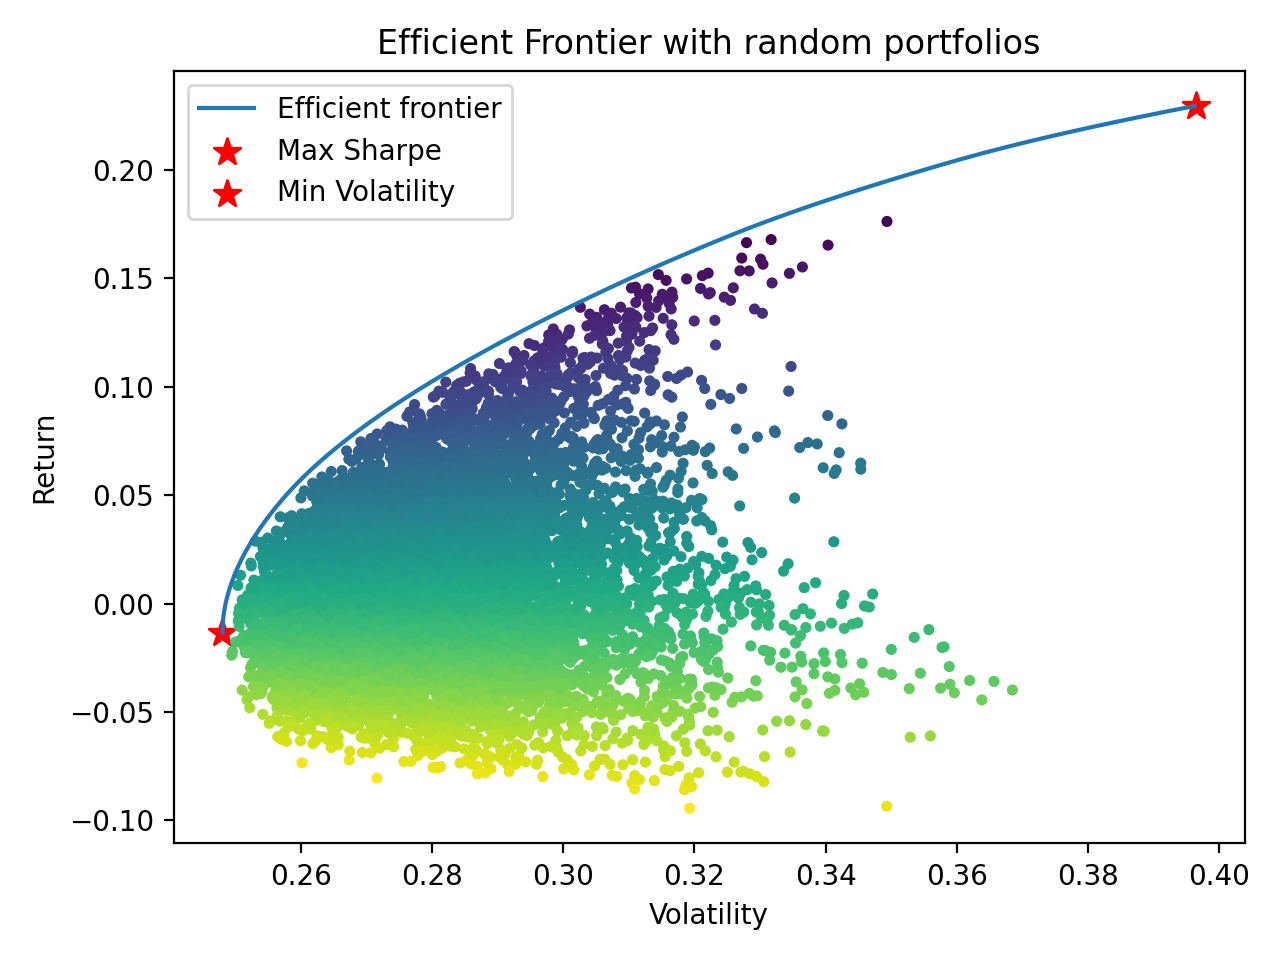 Efficient Frontier with random portfolios
Efficient frontier
Max Sharpe
Min Volatility
0.20
0.15
0.10
0.05
0.00
−0.05
−0.10
Return
0.26
0.28
0.30
0.32
0.34
0.36
0.38
0.40
Volatility